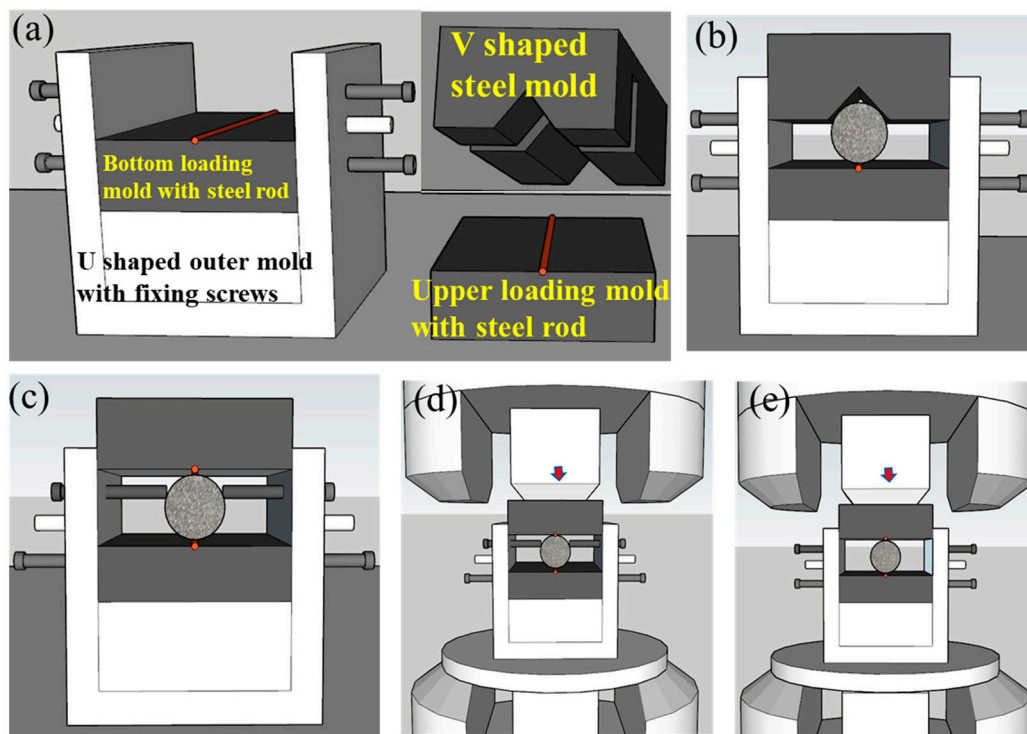 (a)
V shaped
steel mold
Bottom loading
mold with steel rod
U shaped outer mold
with fixing screws
Upper loading mold
with steel rod
(b)
(c)
(d)
(e)